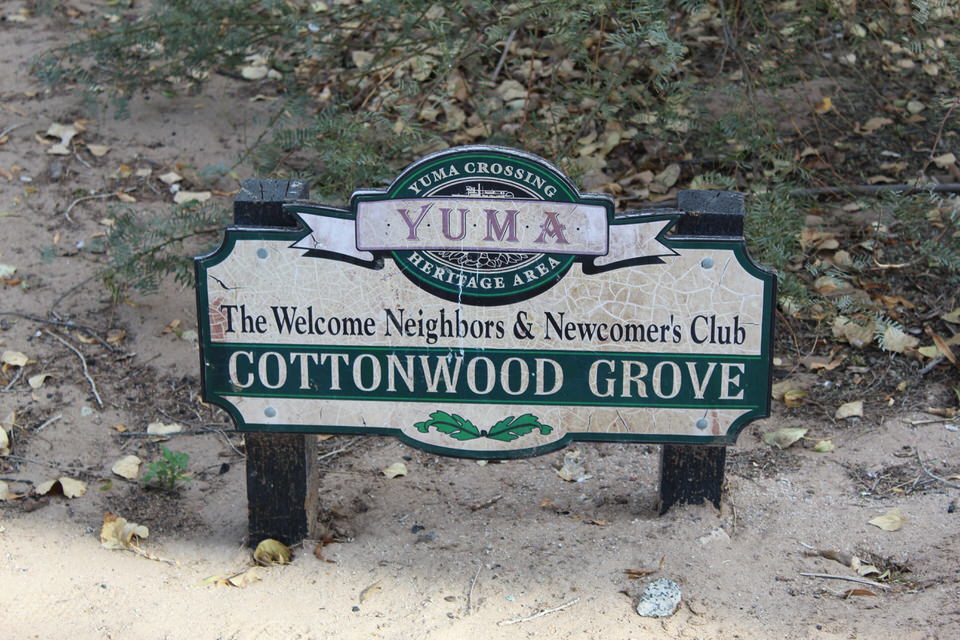 YUMA CROSSING
YUMA
HERITAGE AREA
The Welcome Neighbors & Newcomer's Club
COTTONWOOD GROVE